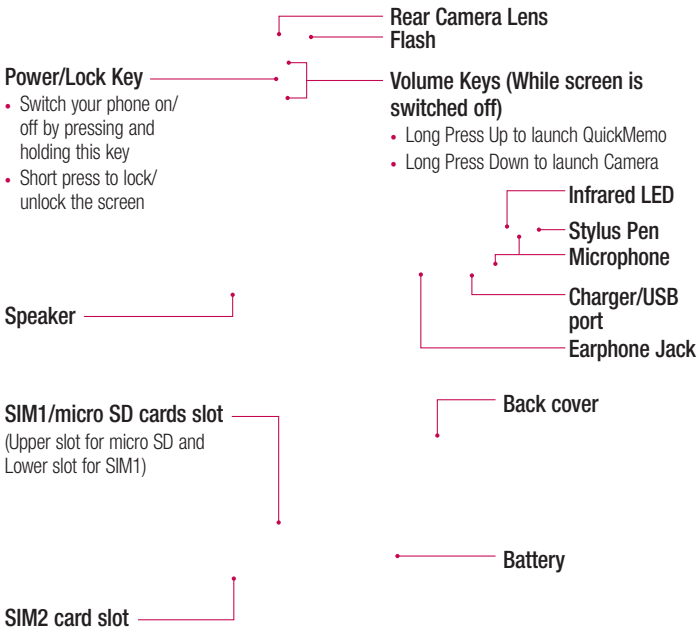 Rear Camera Lens
Flash
Power/Lock Key
• Switch your phone on/
off by pressing and
holding this key
• Short press to lock/
unlock the screen
Volume Keys (While screen is
switched off)
• Long Press Up to launch QuickMemo
• Long Press Down to launch Camera
Infrared LED
Stylus Pen
Microphone
Charger/USB
port
Earphone Jack
Speaker
SIM1/micro SD cards slot
(Upper slot for micro SD and
Lower slot for SIM1)
Back cover
Battery
SIM2 card slot